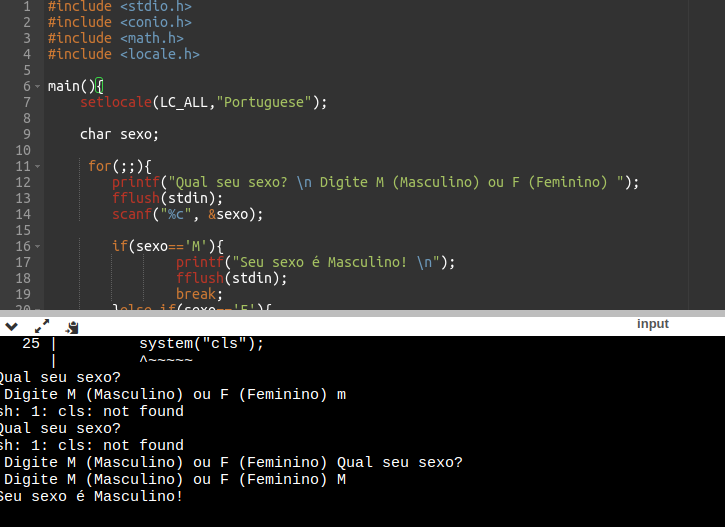 1 #include <stdio.h>
2 #include <conio.h>
3 #include <math.h>
4 #include <locale.h>
5
6 main(){
7 setlocale(LC_ALL,"Portuguese");
8
9 char sexo;
10
11 for(;;){
12 printf("Qual seu sexo? \n Digite M (Masculino) ou F (Feminino) ");
13 fflush(stdin);
14 scanf("%c", &sexo);
15
16 if(sexo=='M'){
17 printf("Seu sexo é Masculino! \n");
18 fflush(stdin);
19 break;
20 }else if(sexo=='F'){
input
25 | system("cls");
| ^~~~~~
Qual seu sexo?
Digite M (Masculino) ou F (Feminino) m
sh: 1: cls: not found
Qual seu sexo?
sh: 1: cls: not found
Digite M (Masculino) ou F (Feminino) Qual seu sexo?
Digite M (Masculino) ou F (Feminino) M
Seu sexo é Masculino!